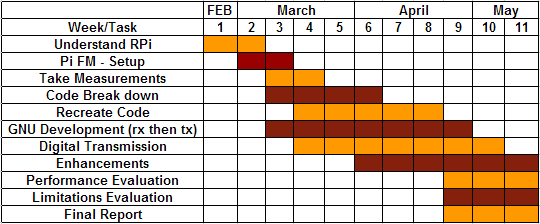 FEB March April May
Week/Task 1 2 3 4 5 6 7 8 9 10 11
Understand RPi
Pi FM - Setup
Take Measurements
Code Break down
Recreate Code
GNU Development (rx then tx)
Digital Transmission
Enhancements
Performance Evaluation
Limitations Evaluation
Final Report